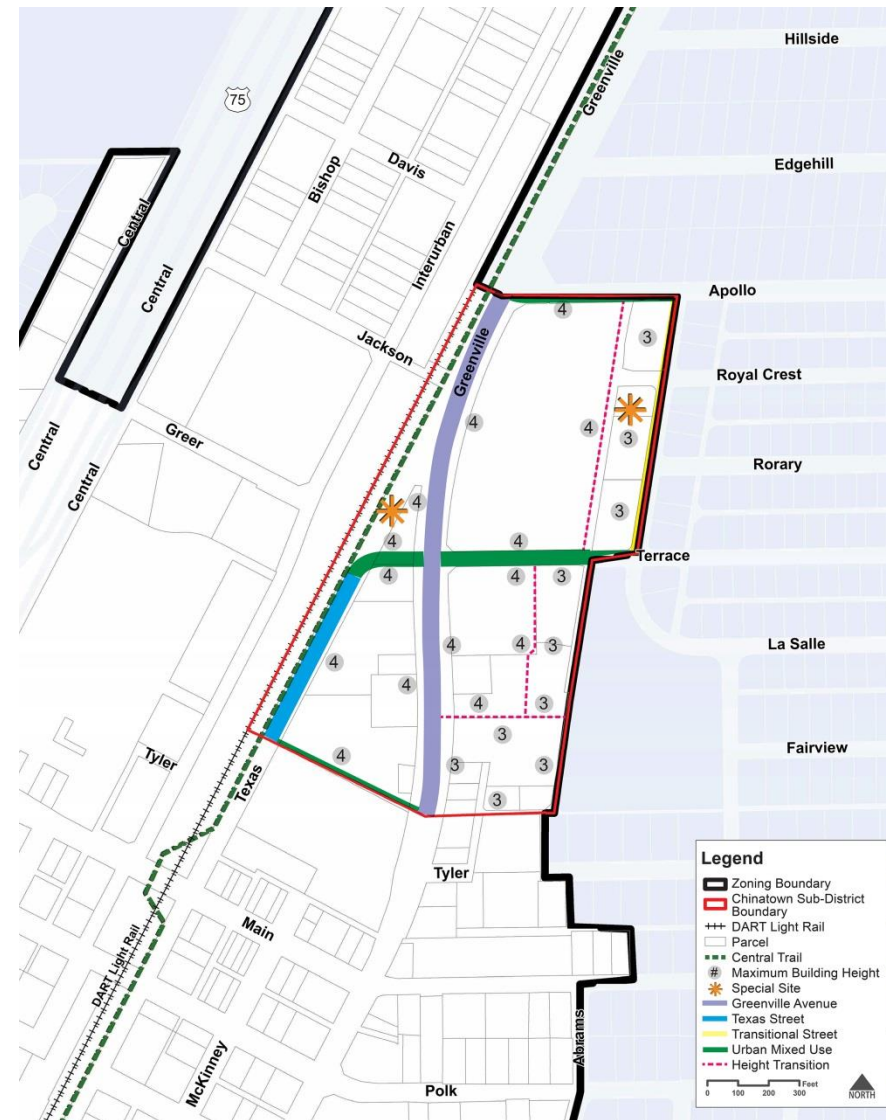 Hillside
75
Greenville
Edgehill
Davis
Bishop
Central
Interurban
Central
Apollo
4
3
Jackson
Greenville
Royal Crest
4
4
3
Greer
Central
Central
Rorary
4
3
4
4
Terrace
4
4
3
La Salle
4
4
4
3
4
4
3
Fairview
Tyler
Texas
4
3
3
3
3
Tyler
Main
DART Light Rail
McKinney
Abrams
Polk
Legend
Zoning Boundary
Chinatown Sub-District
Boundary
DART Light Rail
Parcel
Central Trail
# Maximum Building Height
Special Site
Greenville Avenue
Texas Street
Transitional Street
Urban Mixed Use
Height Transition
Feet
0 100 200 300
NORTH